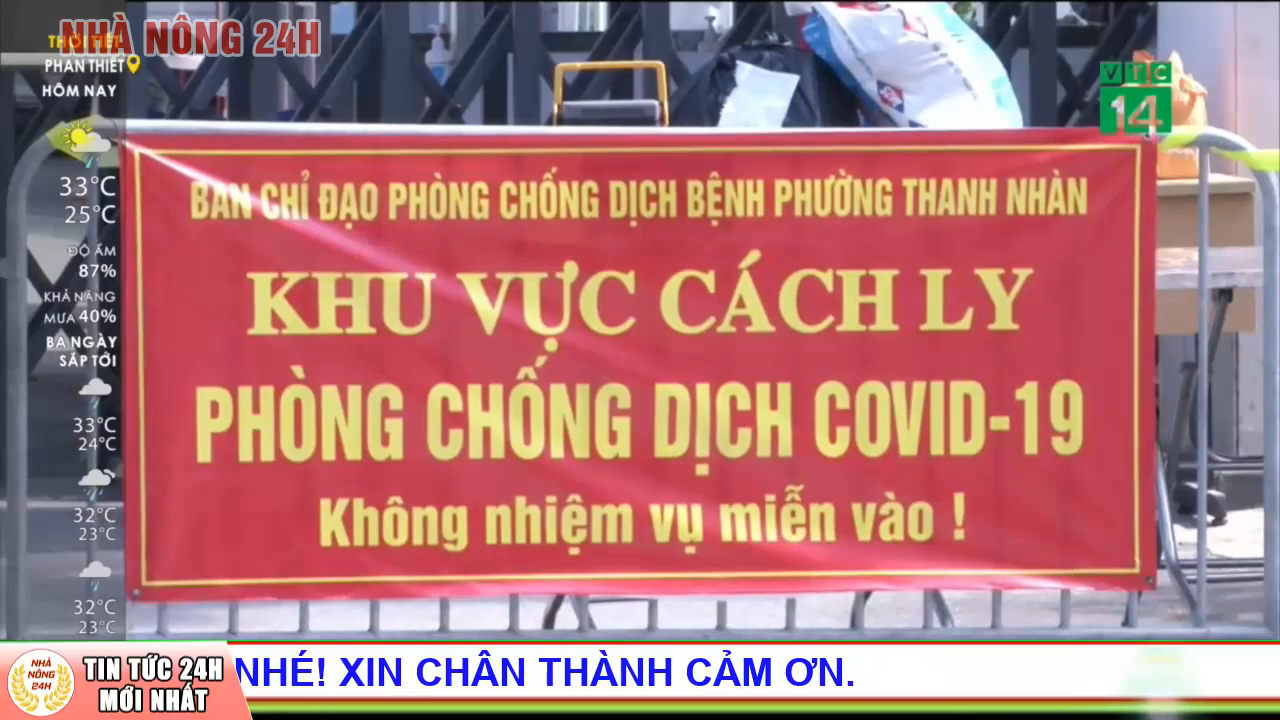 NHÀ NÔNG 24H
THỜI TIẾT
PHAN THIẾT
HÔM NAY
33°C
25°C
ĐỘ ẨM
87%
KHẢ NĂNG
MƯA 40%
BA NGÀY
SẮP TỚI
33°C
24°C
32°C
23°C
32°C
23°C
VTC
14
BAN CHỈ ĐẠO PHÒNG CHỐNG DỊCH BỆNH PHƯỜNG THANH NHÀN
KHU VỰC CÁCH LY
PHÒNG CHỐNG DỊCH COVID-19
Không nhiệm vụ miễn vào !
NHÀ
NÔNG
24H
TIN TỨC 24H
MỚI NHẤT
NHÉ! XIN CHÂN THÀNH CẢM ƠN.